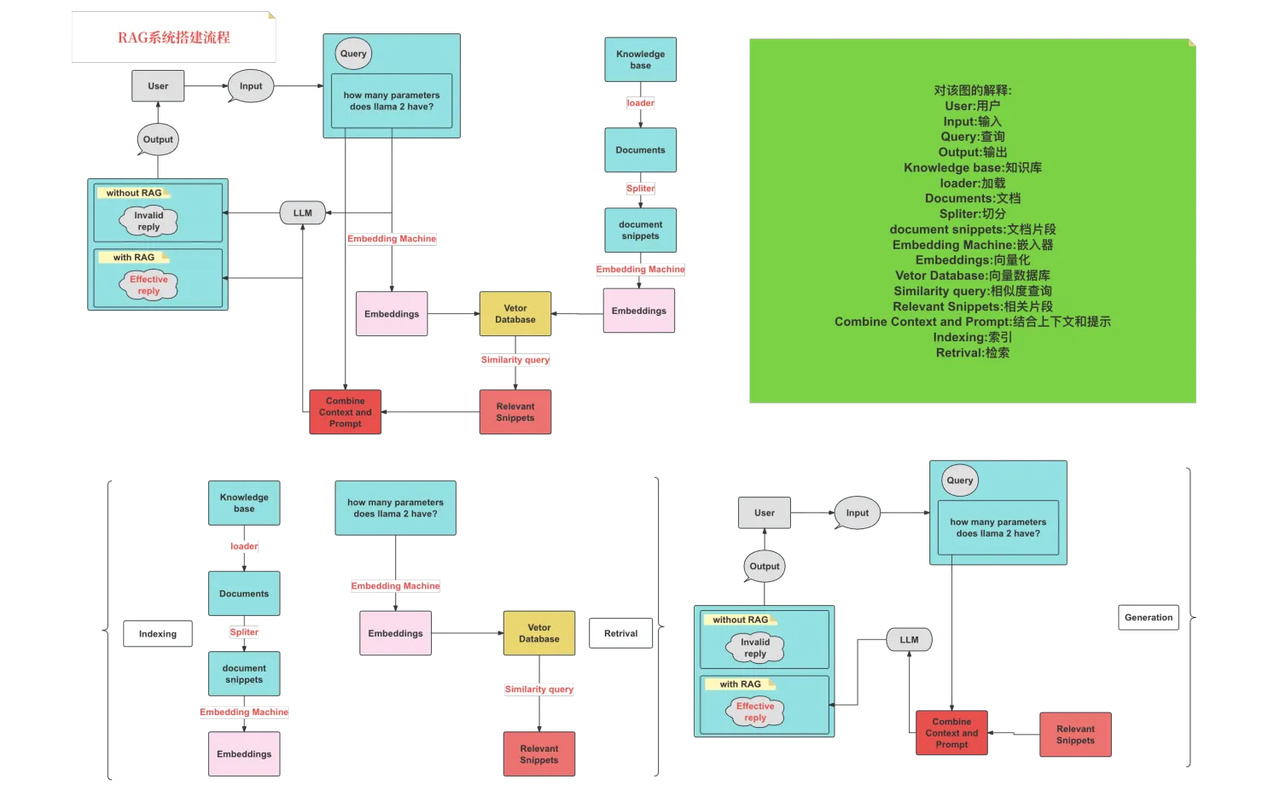 RAG系统搭建流程
User
Input
Query
how many parameters
does llama 2 have?
Output
without RAG
Invalid
reply
with RAG
Effective
reply
LLM
Embedding Machine
Embeddings
Vetor
Database
Similarity query
Relevant
Snippets
Combine
Context and
Prompt
Knowledge
base
loader
Documents
Spliter
document
snippets
Embedding Machine
Embeddings
对该图的解释:
User:用户
Input:输入
Query:查询
Output:输出
Knowledge base:知识库
loader:加载
Documents:文档
Spliter:切分
document snippets:文档片段
Embedding Machine:嵌入器
Embeddings:向量化
Vetor Database:向量数据库
Similarity query:相似度查询
Relevant Snippets:相关片段
Combine Context and Prompt:结合上下文和提示
Indexing:索引
Retrival:检索
Indexing
Knowledge
base
loader
Documents
Spliter
document
snippets
Embedding Machine
Embeddings
how many parameters
does llama 2 have?
Embedding Machine
Embeddings
Vetor
Database
Similarity query
Relevant
Snippets
Retrival
User
Input
Query
how many parameters
does llama 2 have?
Output
without RAG
Invalid
reply
with RAG
Effective
reply
LLM
Combine
Context and
Prompt
Relevant
Snippets
Generation